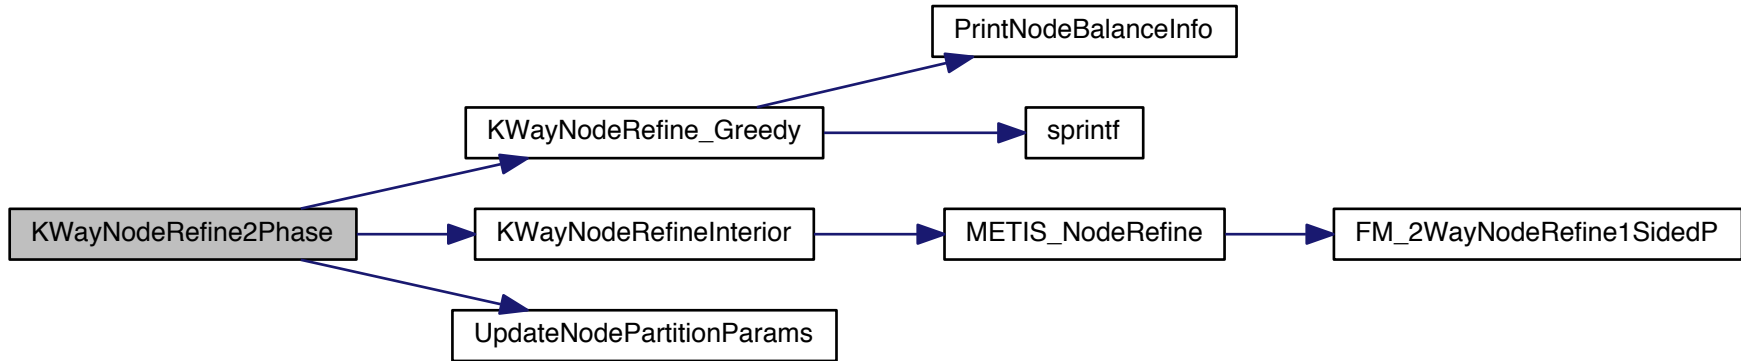 PrintNodeBalanceInfo
KWayNodeRefine_Greedy
sprintf
KWayNodeRefine2Phase
KWayNodeRefineInterior
METIS_NodeRefine
FM_2WayNodeRefine1SidedP
UpdateNodePartitionParams